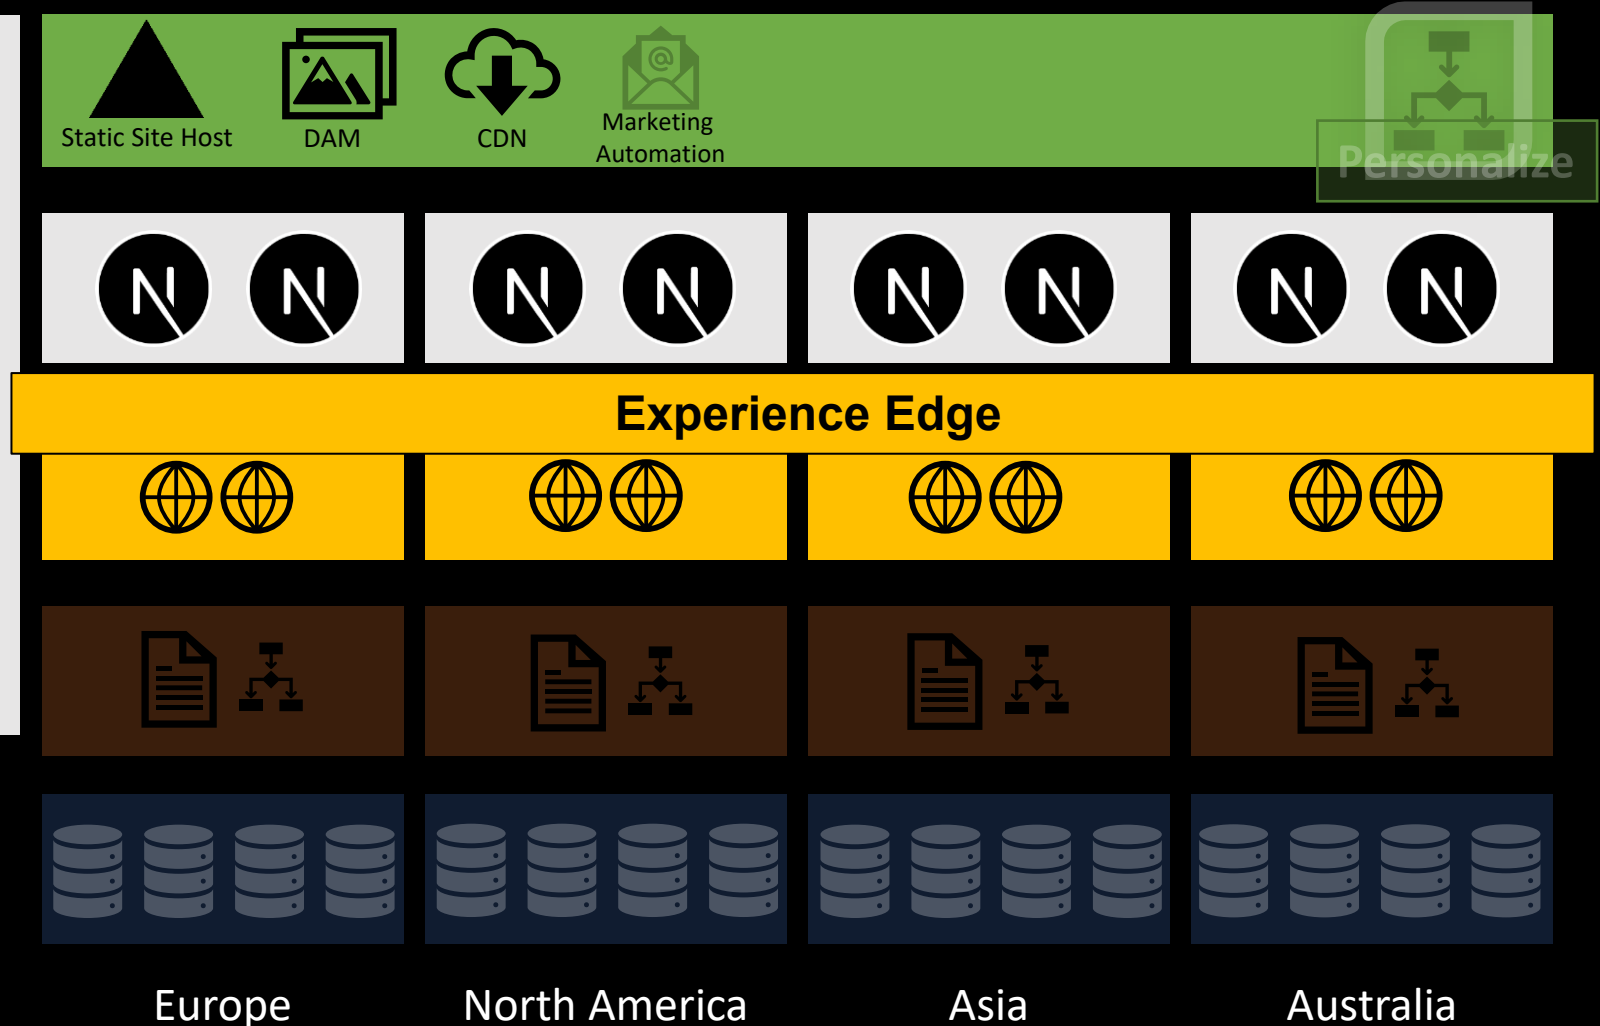 Static Site Host
DAM
CDN
Marketing
Automation
Personalize
N N N N N N N N
Experience Edge
Europe
North America
Asia
Australia